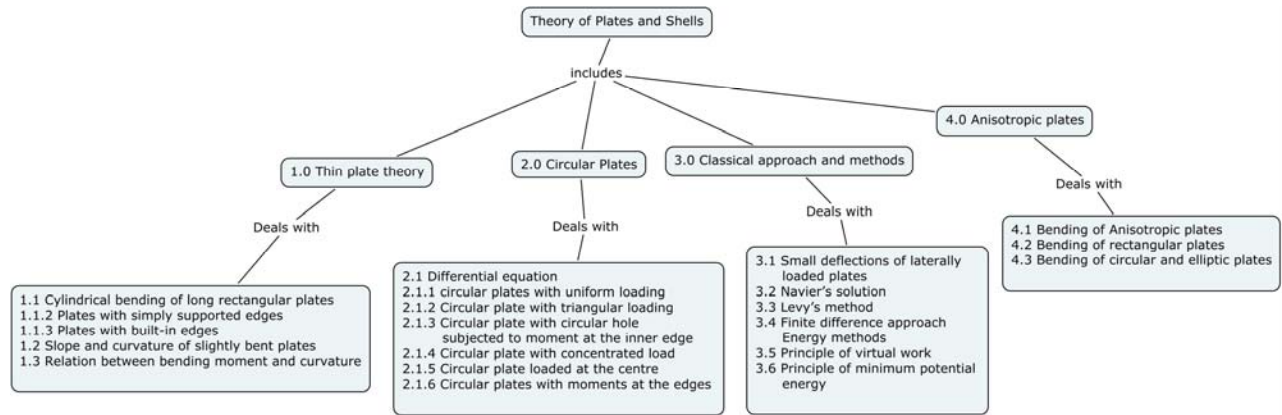 Theory of Plates and Shells
includes
1.0 Thin plate theory
2.0 Circular Plates
3.0 Classical approach and methods
4.0 Anisotropic plates
Deals with
Deals with
Deals with
Deals with
1.1 Cylindrical bending of long rectangular plates
1.1.2 Plates with simply supported edges
1.1.3 Plates with built-in edges
1.2 Slope and curvature of slightly bent plates
1.3 Relation between bending moment and curvature
2.1 Differential equation
2.1.1 circular plates with uniform loading
2.1.2 Circular plate with triangular loading
2.1.3 Circular plate with circular hole
subjected to moment at the inner edge
2.1.4 Circular plate with concentrated load
2.1.5 Circular plate loaded at the centre
2.1.6 Circular plates with moments at the edges
3.1 Small deflections of laterally
loaded plates
3.2 Navier's solution
3.3 Levy's method
3.4 Finite difference approach
Energy methods
3.5 Principle of virtual work
3.6 Principle of minimum potential
energy
4.1 Bending of Anisotropic plates
4.2 Bending of rectangular plates
4.3 Bending of circular and elliptic plates